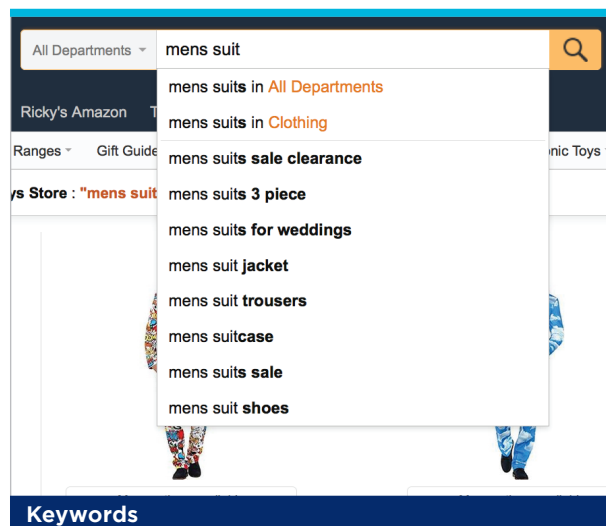 All Departments mens suit
mens suits in All Departments
Ricky's Amazon
mens suits in Clothing
Ranges Gift Guide nic Toys
mens suits sale clearance
ys Store : "mens suit
mens suits 3 piece
mens suits for weddings
mens suit jacket
mens suit trousers
mens suitcase
mens suits sale
mens suit shoes
Keywords